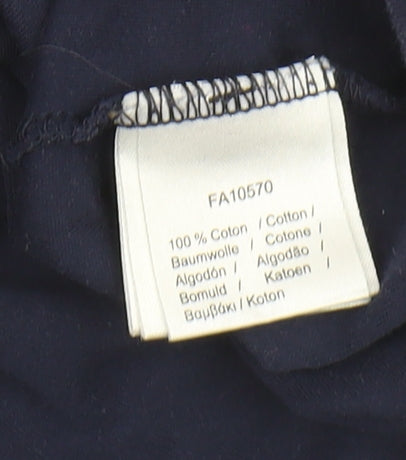 FA10570
100 % Coton / Cotton /
Baumwolle / Cotone /
Algodón / Algodão /
Bomuld / Katoen /
Βαμβάκι / Koton